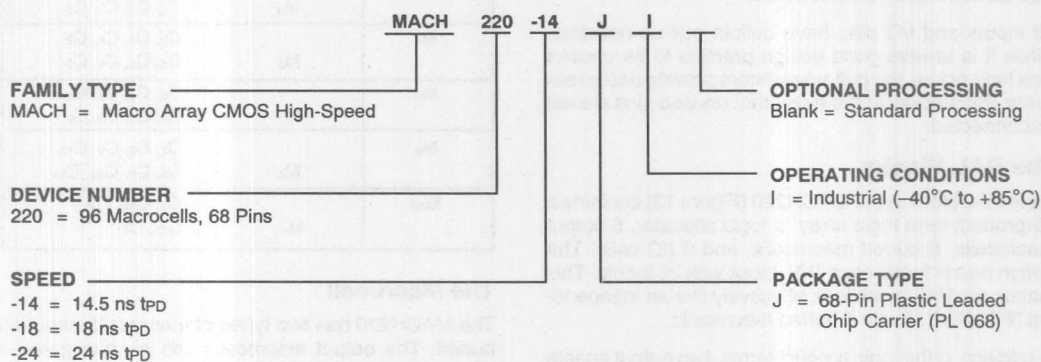 MACH 220 -14 J I
FAMILY TYPE
MACH = Macro Array CMOS High-Speed
DEVICE NUMBER
220 = 96 Macrocells, 68 Pins
SPEED
-14 = 14.5 ns tPD
-18 = 18 ns tPD
-24 = 24 ns tPD
OPTIONAL PROCESSING
Blank = Standard Processing
OPERATING CONDITIONS
I = Industrial (–40°C to +85°C)
PACKAGE TYPE
J = 68-Pin Plastic Leaded
Chip Carrier (PL 068)